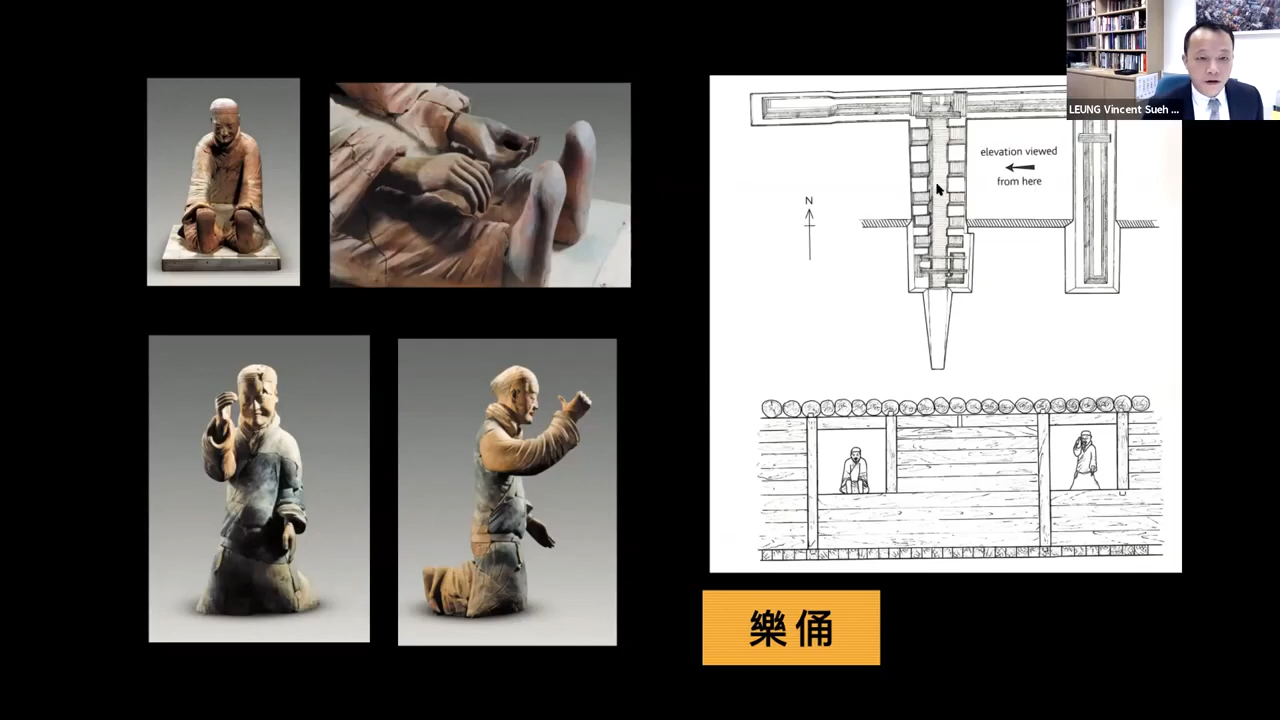 LEUNG Vincent Sueh ...
elevation viewed
from here
N
樂俑